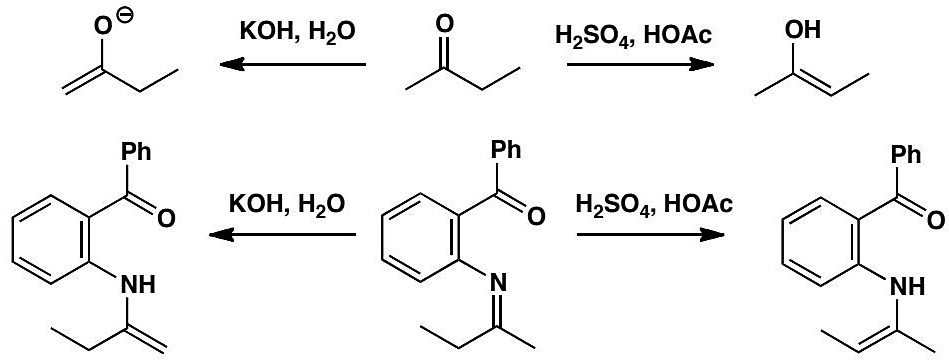 O⊖ KOH, H2O O H2SO4, HOAc OH
Ph Ph Ph
O KOH, H2O O H2SO4, HOAc O
NH N NH